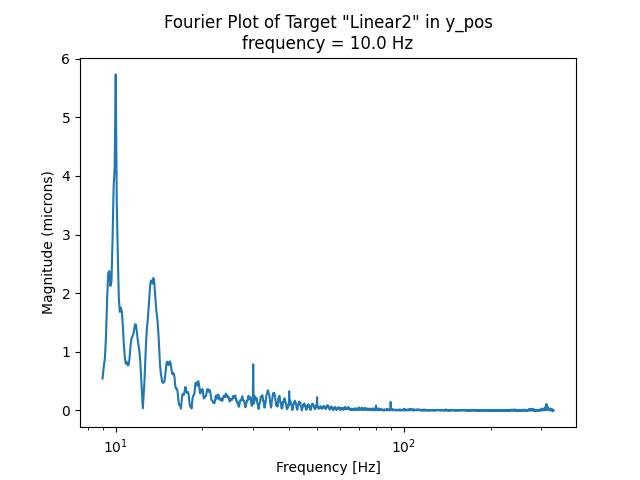 Fourier Plot of Target "Linear2" in y_pos
frequency = 10.0 Hz
6
5
4
3
2
1
0
Magnitude (microns)
10¹
10²
Frequency [Hz]